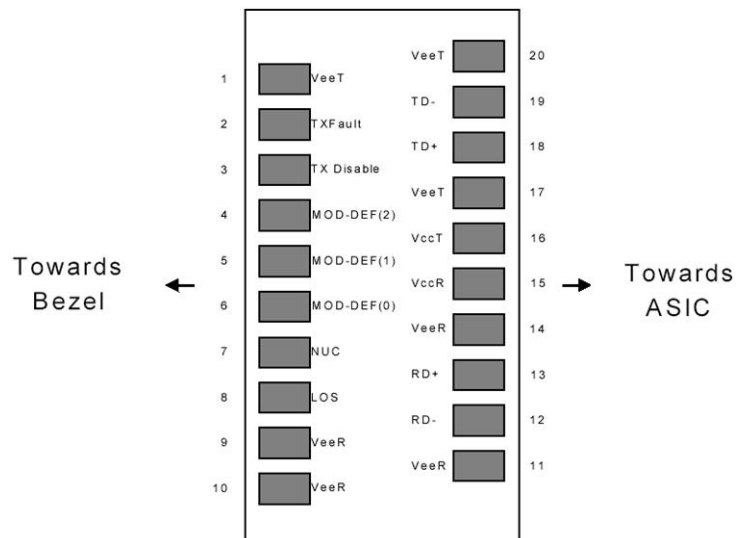 VeeT 20
1 VeeT
TD- 19
2 TXFault
TD+ 18
3 TX Disable
VeeT 17
4 MOD-DEF(2)
VccT 16
5 MOD-DEF(1)
Towards
Bezel
VccR 15
Towards
ASIC
6 MOD-DEF(0)
VeeR 14
7 NUC
RD+ 13
8 LOS
RD- 12
9 VeeR
VeeR 11
10 VeeR